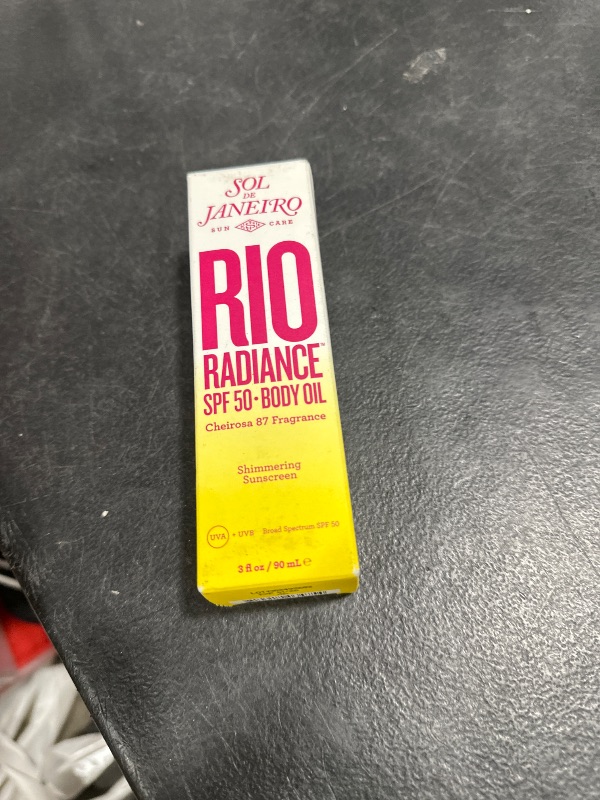 SOL
DE
JANEIRO
SUN CARE
RIO
RADIANCE™
SPF 50 • BODY OIL
Cheirosa 87 Fragrance
Shimmering
Sunscreen
UVA + UVB Broad Spectrum SPF 50
3 fl oz / 90 mL ℮